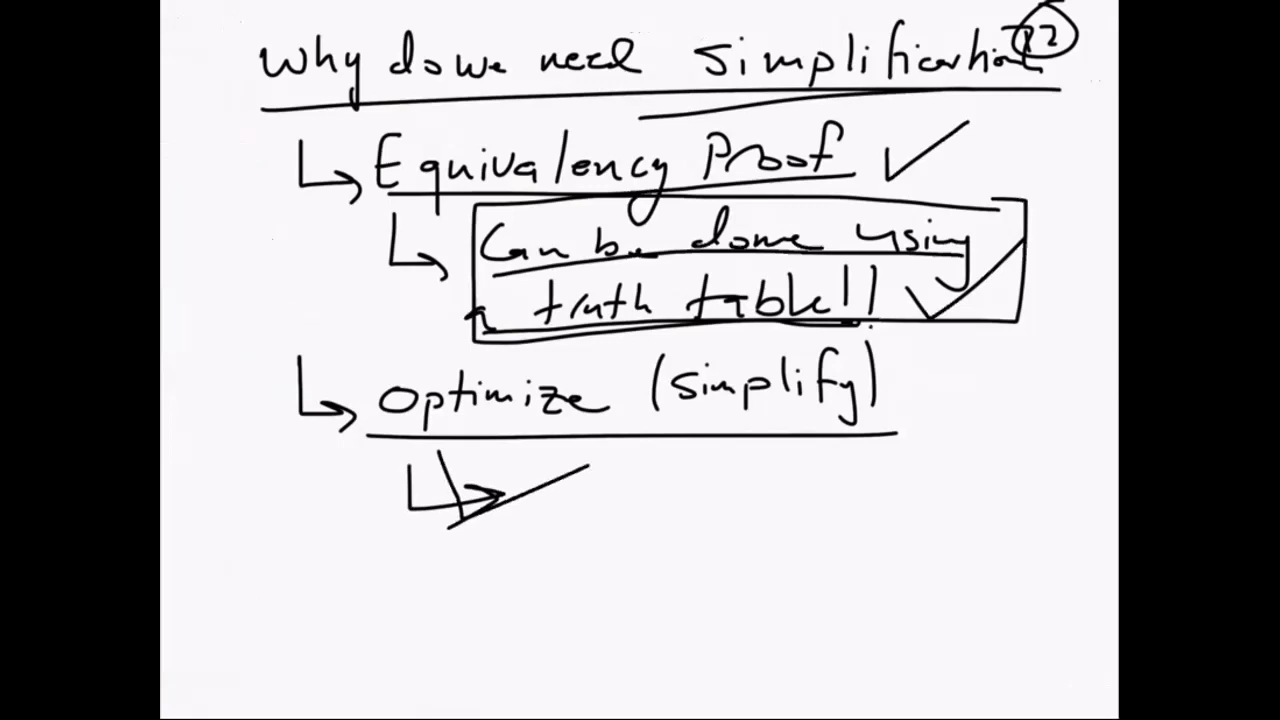 Why do we need simplification
Equivalency Proof
Can be done using
a truth table!!
Optimize (simplify)